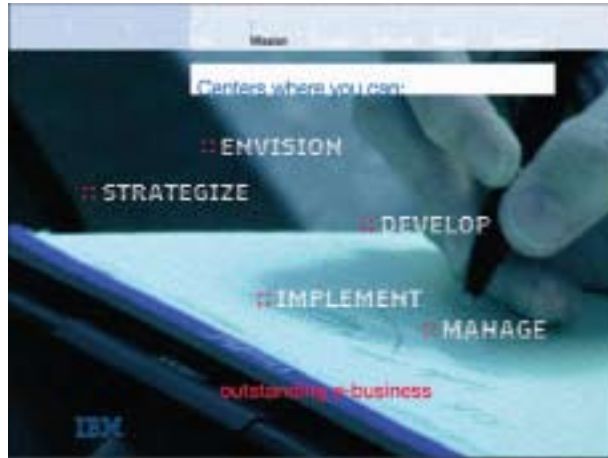 Mission
Centers where you can:
:: ENVISION
:: STRATEGIZE
:: DEVELOP
:: IMPLEMENT
:: MANAGE
outstanding e-business
IBM